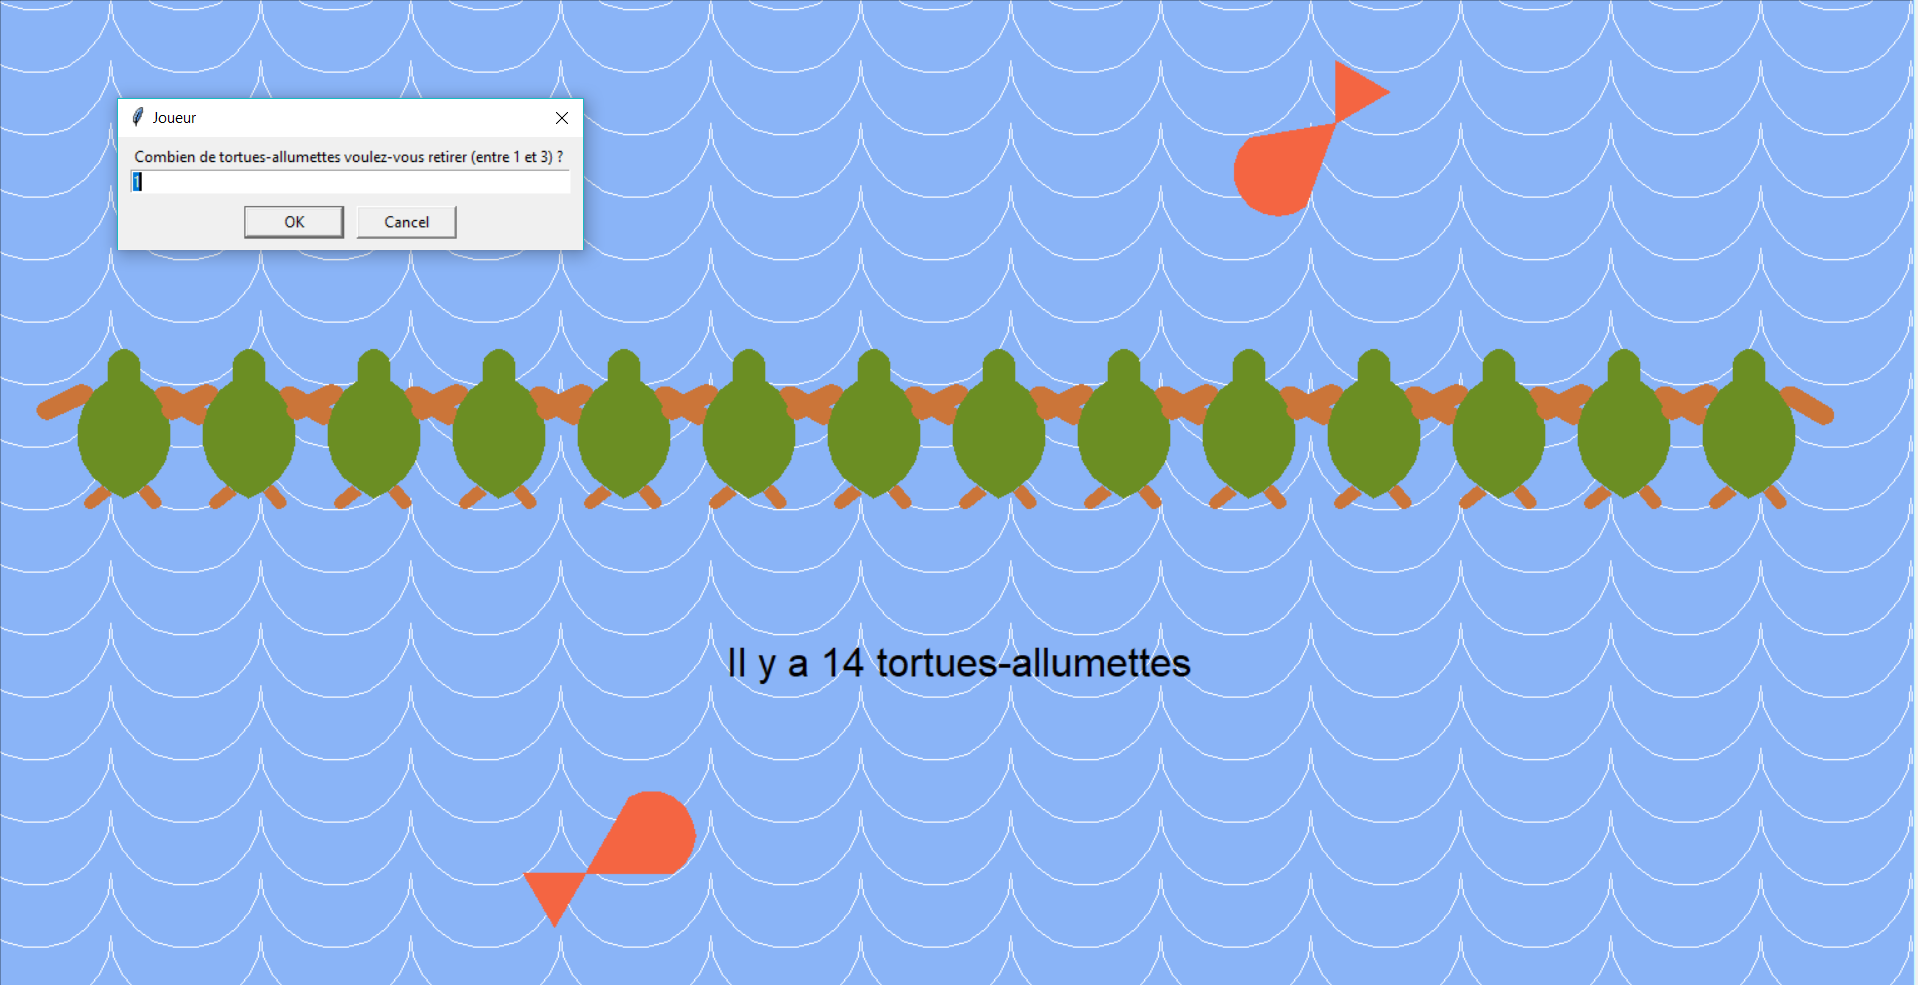 Joueur
Combien de tortues-allumettes voulez-vous retirer (entre 1 et 3) ?
1
OK
Cancel
Il y a 14 tortues-allumettes